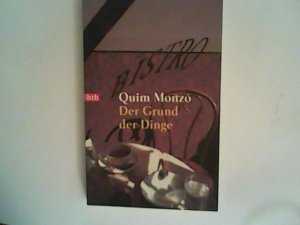 BISTRO
btb
Quim Monzó
Der Grund
der Dinge